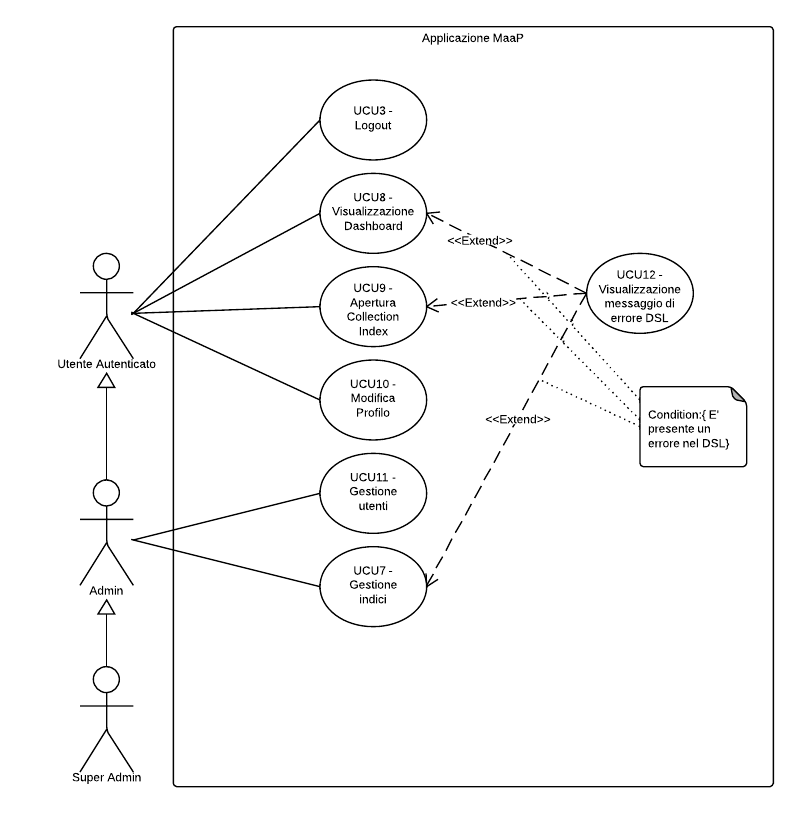 Applicazione MaaP
UCU3 -
Logout
UCU8 -
Visualizzazione
Dashboard
<<Extend>>
UCU9 -
Apertura
Collection
Index
<<Extend>>
UCU12 -
Visualizzazione
messaggio di
errore DSL
Utente Autenticato
UCU10 -
Modifica
Profilo
<<Extend>>
Condition:{ E'
presente un
errore nel DSL}
UCU11 -
Gestione
utenti
Admin
UCU7 -
Gestione
indici
Super Admin